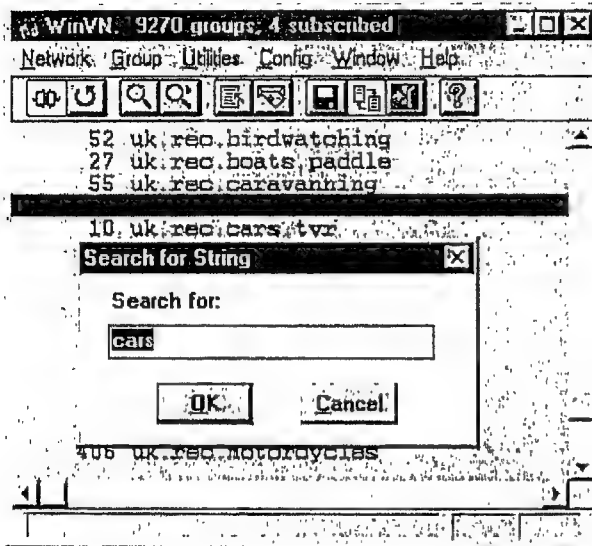 WinVN: 9270 groups; 4 subscribed
Network Group Utilities Config Window Help
52 uk.rec.birdwatching
27 uk.rec.boats.paddle
55 uk.rec.caravanning
10 uk.rec.cars.tvr
Search for String
Search for:
cars
OK
Cancel
406 uk.rec.motorcycles